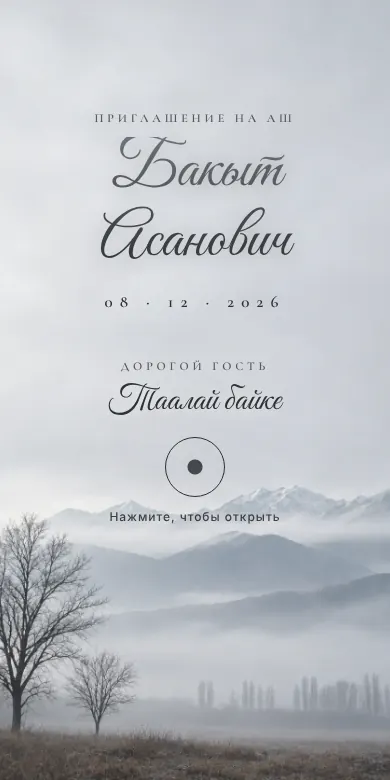 ПРИГЛАШЕНИЕ НА АШ
Бакыт
Асанович
08 · 12 · 2026
ДОРОГОЙ ГОСТЬ
Таалай байке
Нажмите, чтобы открыть